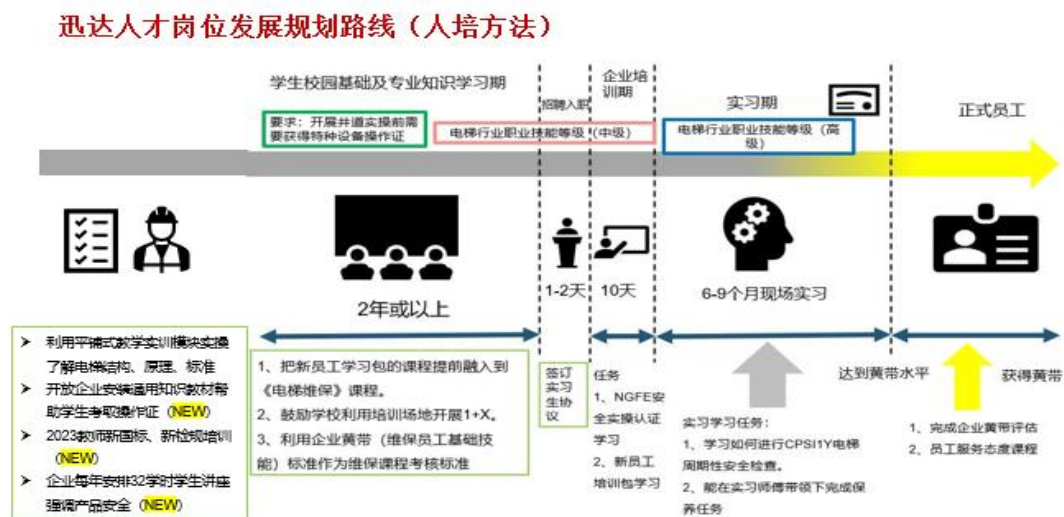 迅达人才岗位发展规划路线（人培方法）
学生校园基础及专业知识学习期
招聘入职
企业培
训期
实习期
正式员工
要求：开展井道实操前需
要获得特种设备操作证
电梯行业职业技能等级（中级）
电梯行业职业技能等级（高
级）
2年或以上
1-2天
10天
6-9个月现场实习
利用平铺式教学实训模块实操
了解电梯结构、原理、标准
开放企业安装通用知识教材帮
助学生考取操作证（NEW）
2023教师新国标、新检规培训
（NEW）
企业每年安排32学时学生讲座
强调产品安全（NEW）
1、把新员工学习包的课程提前融入到
《电梯维保》课程。
2、鼓励学校利用培训场地开展1+X。
3、利用企业黄带（维保员工基础技
能）标准作为维保课程考核标准
签订
实习
生协
议
任务
1、NGFE安
全实操认证
学习
2、新员工
培训包学习
达到黄带水平
实习学习任务：
1、学习如何进行CPSI1Y电梯
周期性安全检查。
2、能在实习师傅带领下完成保
养任务
获得黄带
1、完成企业黄带评估
2、员工服务态度课程